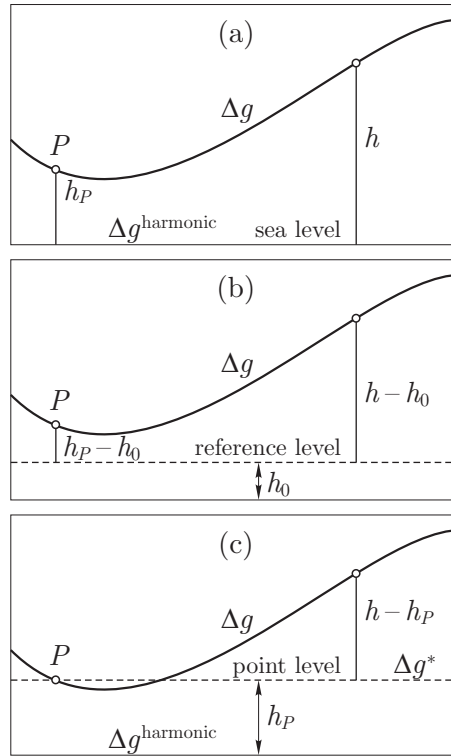 (a)
Δg
P
h
h_P
Δg^harmonic sea level
(b)
Δg
P
h − h_0
h_P − h_0 reference level
h_0
(c)
Δg
h − h_P
P
point level Δg*
h_P
Δg^harmonic